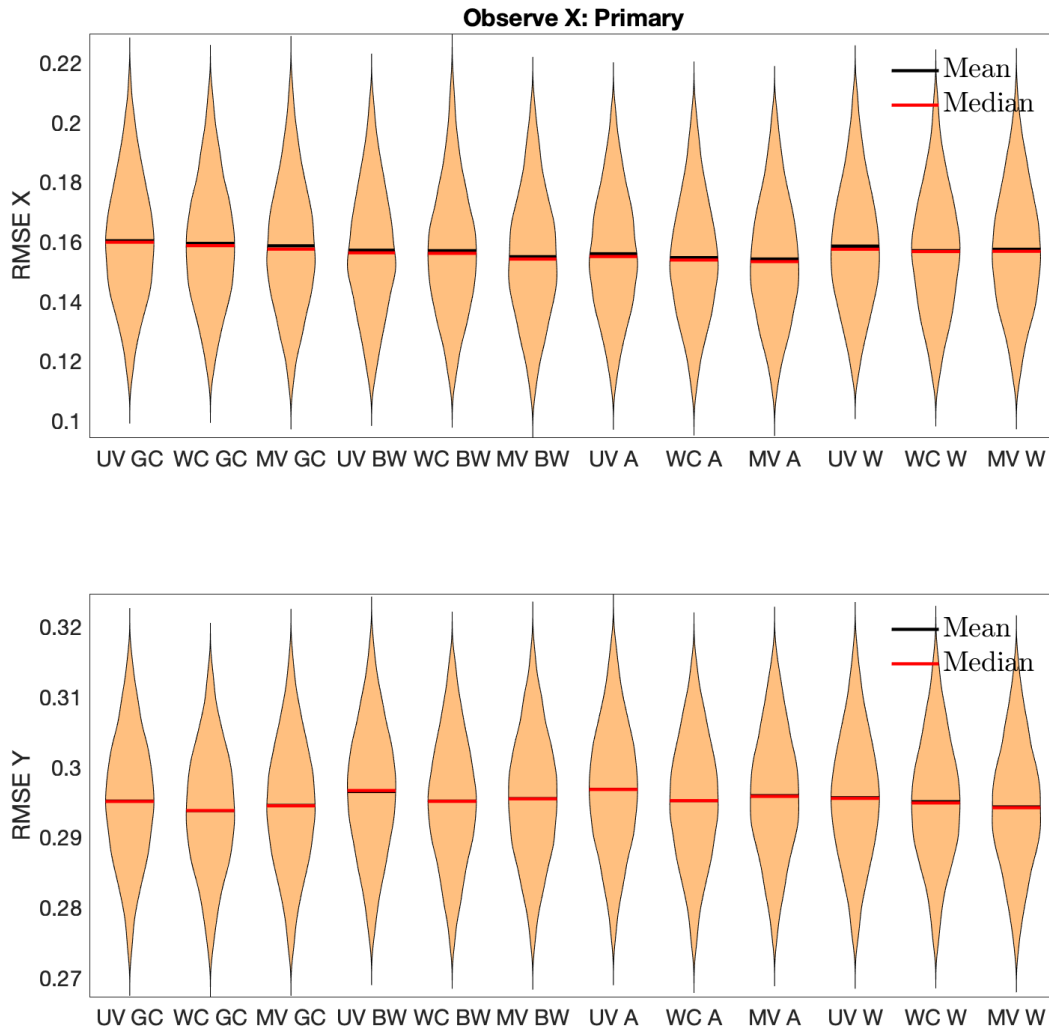 Observe X: Primary
RMSE X
0.22
0.2
0.18
0.16
0.14
0.12
0.1
Mean
Median
UV GC WC GC MV GC UV BW WC BW MV BW UV A WC A MV A UV W WC W MV W
RMSE Y
0.32
0.31
0.3
0.29
0.28
0.27
Mean
Median
UV GC WC GC MV GC UV BW WC BW MV BW UV A WC A MV A UV W WC W MV W